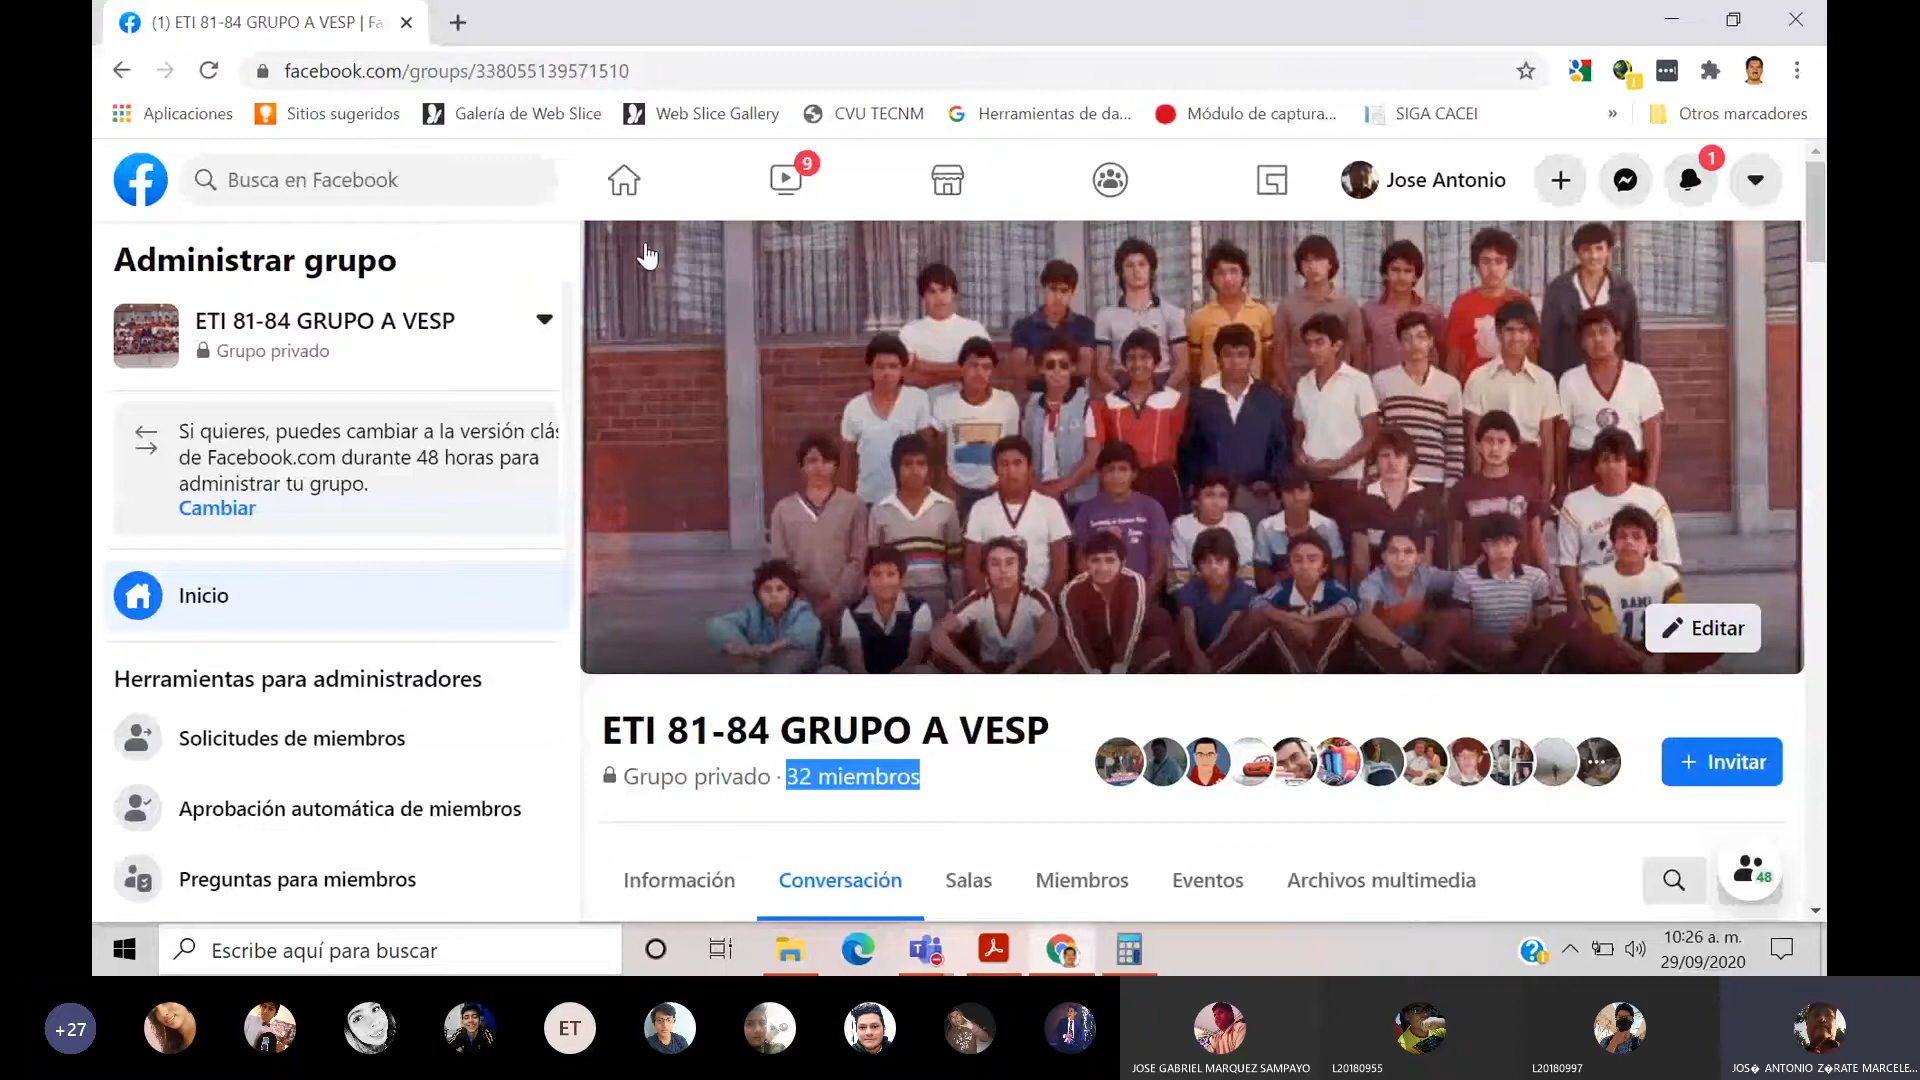 (1) ETI 81-84 GRUPO A VESP | Fa
facebook.com/groups/338055139571510
Aplicaciones
Sitios sugeridos
Galería de Web Slice
Web Slice Gallery
CVU TECNM
Herramientas de da...
Módulo de captura...
SIGA CACEI
»
Otros marcadores
Busca en Facebook
9
Jose Antonio
1
Administrar grupo
ETI 81-84 GRUPO A VESP
Grupo privado
Si quieres, puedes cambiar a la versión clás
de Facebook.com durante 48 horas para
administrar tu grupo.
Cambiar
Inicio
Herramientas para administradores
Solicitudes de miembros
Aprobación automática de miembros
Preguntas para miembros
Editar
ETI 81-84 GRUPO A VESP
Grupo privado · 32 miembros
+ Invitar
Información
Conversación
Salas
Miembros
Eventos
Archivos multimedia
48
Escribe aquí para buscar
10:26 a. m.
29/09/2020
+27
ET
JOSE GABRIEL MARQUEZ SAMPAYO
L20180955
L20180997
JOS� ANTONIO Z�RATE MARCELE...